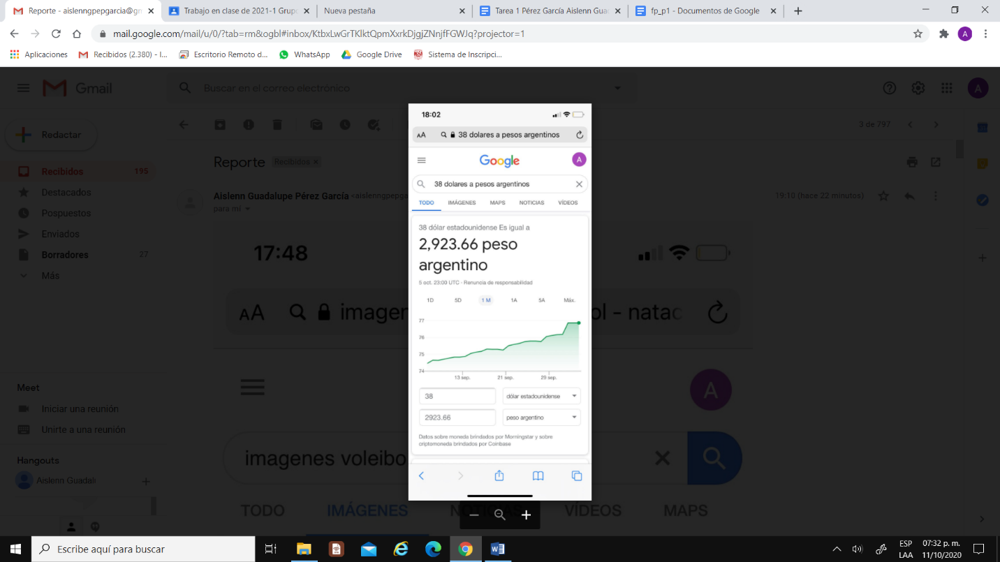 Reporte - aislenngpepgarcia@gm
Trabajo en clase de 2021-1 Grup
Nueva pestaña
Tarea 1 Pérez García Aislenn Gua
fp_p1 - Documentos de Google
mail.google.com/mail/u/0/?tab=rm&ogbl#inbox/KtbxLwGrTKlktQpmXxrkDjgjZNnjfFGWJq?projector=1
A
Aplicaciones
Recibidos (2.380) - I...
Escritorio Remoto d...
WhatsApp
Google Drive
Sistema de Inscripci...
Gmail
Buscar en el correo electrónico
A
Redactar
3 de 797
Recibidos 195
Destacados
Pospuestos
Enviados
Borradores 27
Más
Reporte Recibidos
Aislenn Guadalupe Pérez García <aislenngpepga
para mí
19:10 (hace 22 minutos)
17:48
AA imagen ol - natac
A
imagenes voleibo
TODO IMÁGENES NOTICIAS VÍDEOS MAPS
Meet
Iniciar una reunión
Unirte a una reunión
Hangouts
Aislenn Guadal
18:02
AA 38 dolares a pesos argentinos
Google
A
38 dolares a pesos argentinos
TODO IMÁGENES MAPS NOTICIAS VÍDEOS
38 dólar estadounidense Es igual a
2,923.66 peso
argentino
5 oct. 23:00 UTC - Renuncia de responsabilidad
1D 5D 1 M 1A 5A Máx.
77
76
75
74
13 sep. 21 sep. 29 sep.
38 dólar estadounidense
2923.66 peso argentino
Datos sobre moneda brindados por Morningstar y sobre
criptomoneda brindados por Coinbase
Escribe aquí para buscar
ESP
LAA
07:32 p. m.
11/10/2020